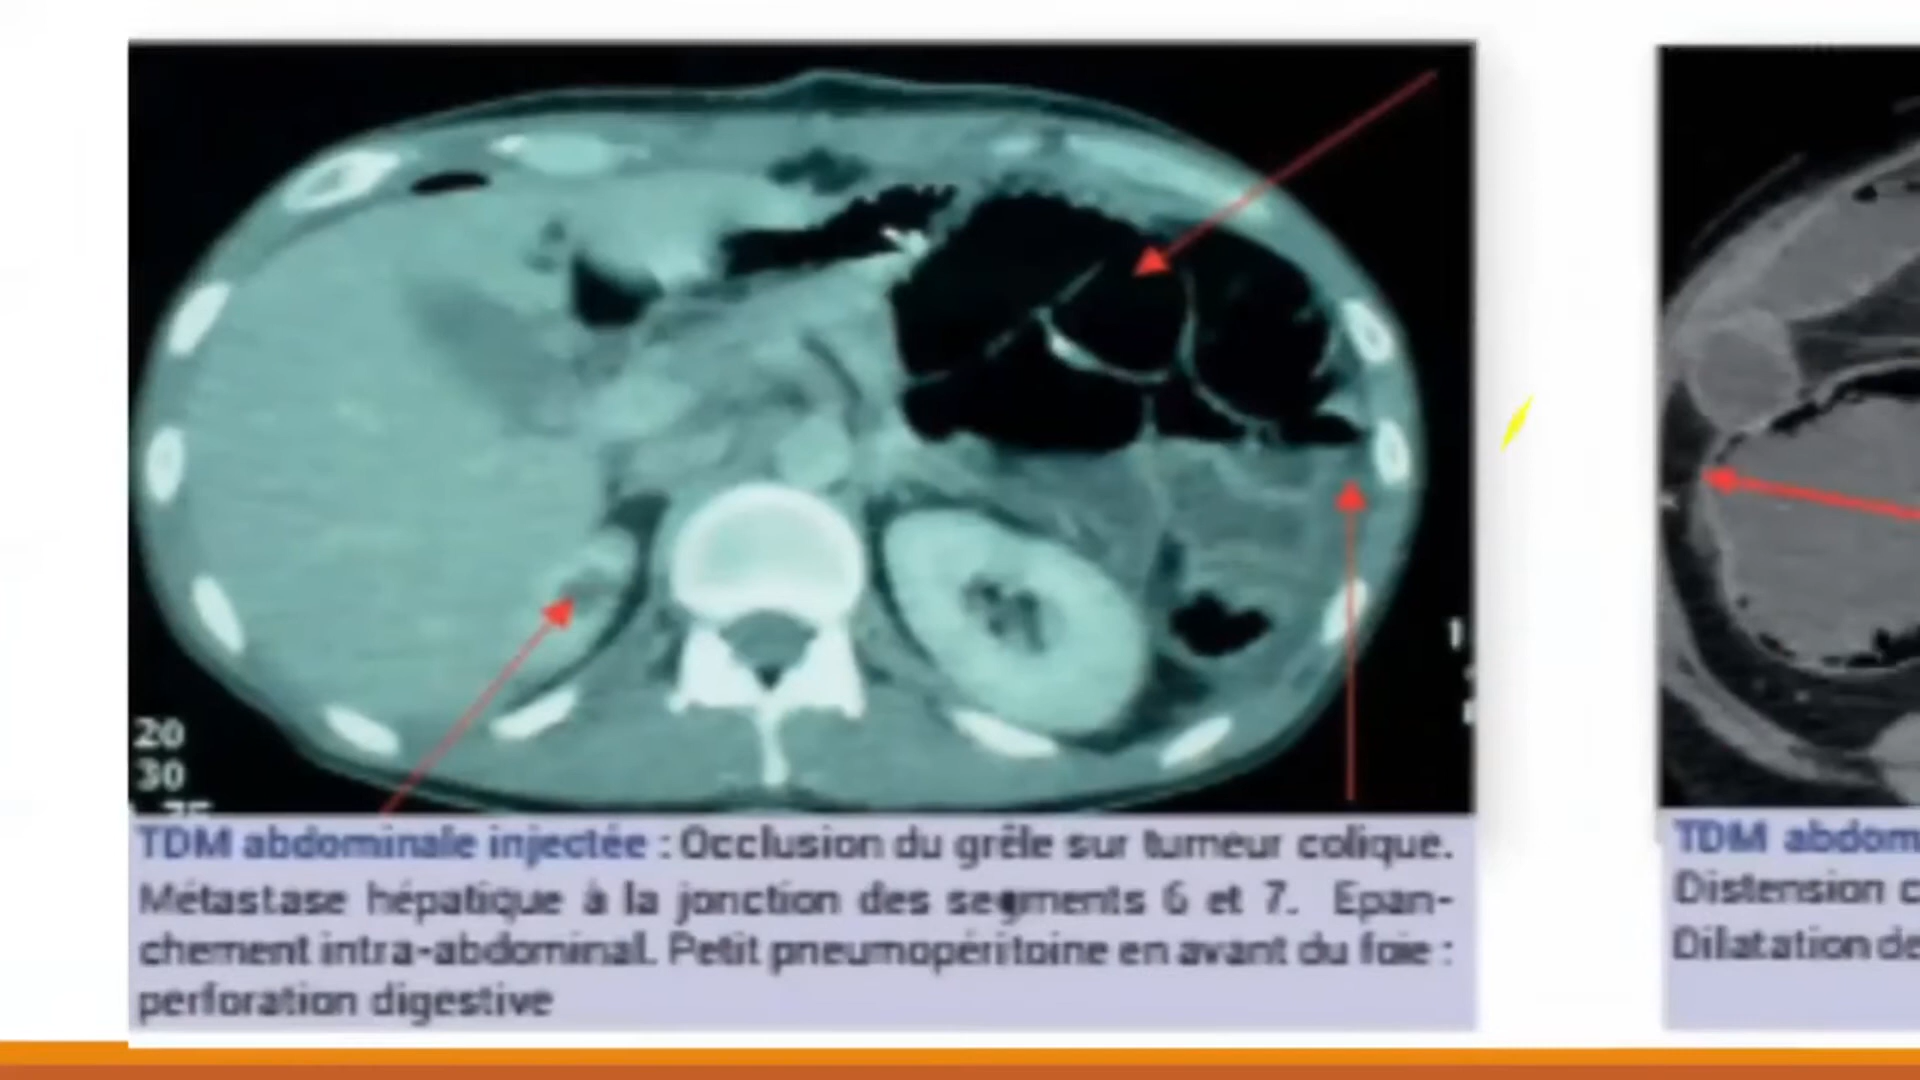 20
30
TDM abdominale injectée : Occlusion du grêle sur tumeur colique.
Métastase hépatique à la jonction des segments 6 et 7. Epan-
chement intra-abdominal. Petit pneumopéritoine en avant du foie :
perforation digestive
TDM abdom
Distension c
Dilatation de